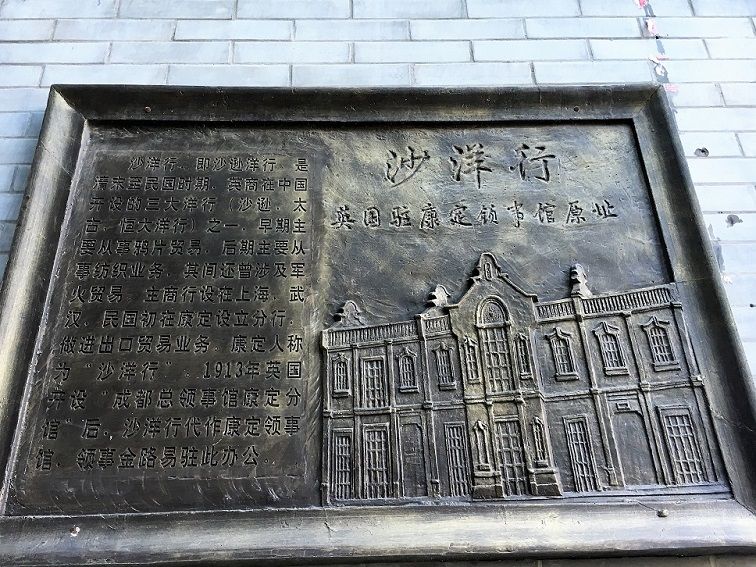 沙洋行，即沙逊洋行，是
清末至民国时期，英商在中国
开设的三大洋行（沙逊、太
古、恒大洋行）之一，早期主
要从事鸦片贸易，后期主要从
事纺织业务，其间还曾涉及军
火贸易。主商行设在上海、武
汉，民国初在康定设立分行，
做进出口贸易业务，康定人称
为“沙洋行”。1913年英国
开设“成都总领事馆康定分
馆”后，沙洋行代作康定领事
馆，领事金路易驻此办公。
沙洋行
英国驻康定领事馆原址